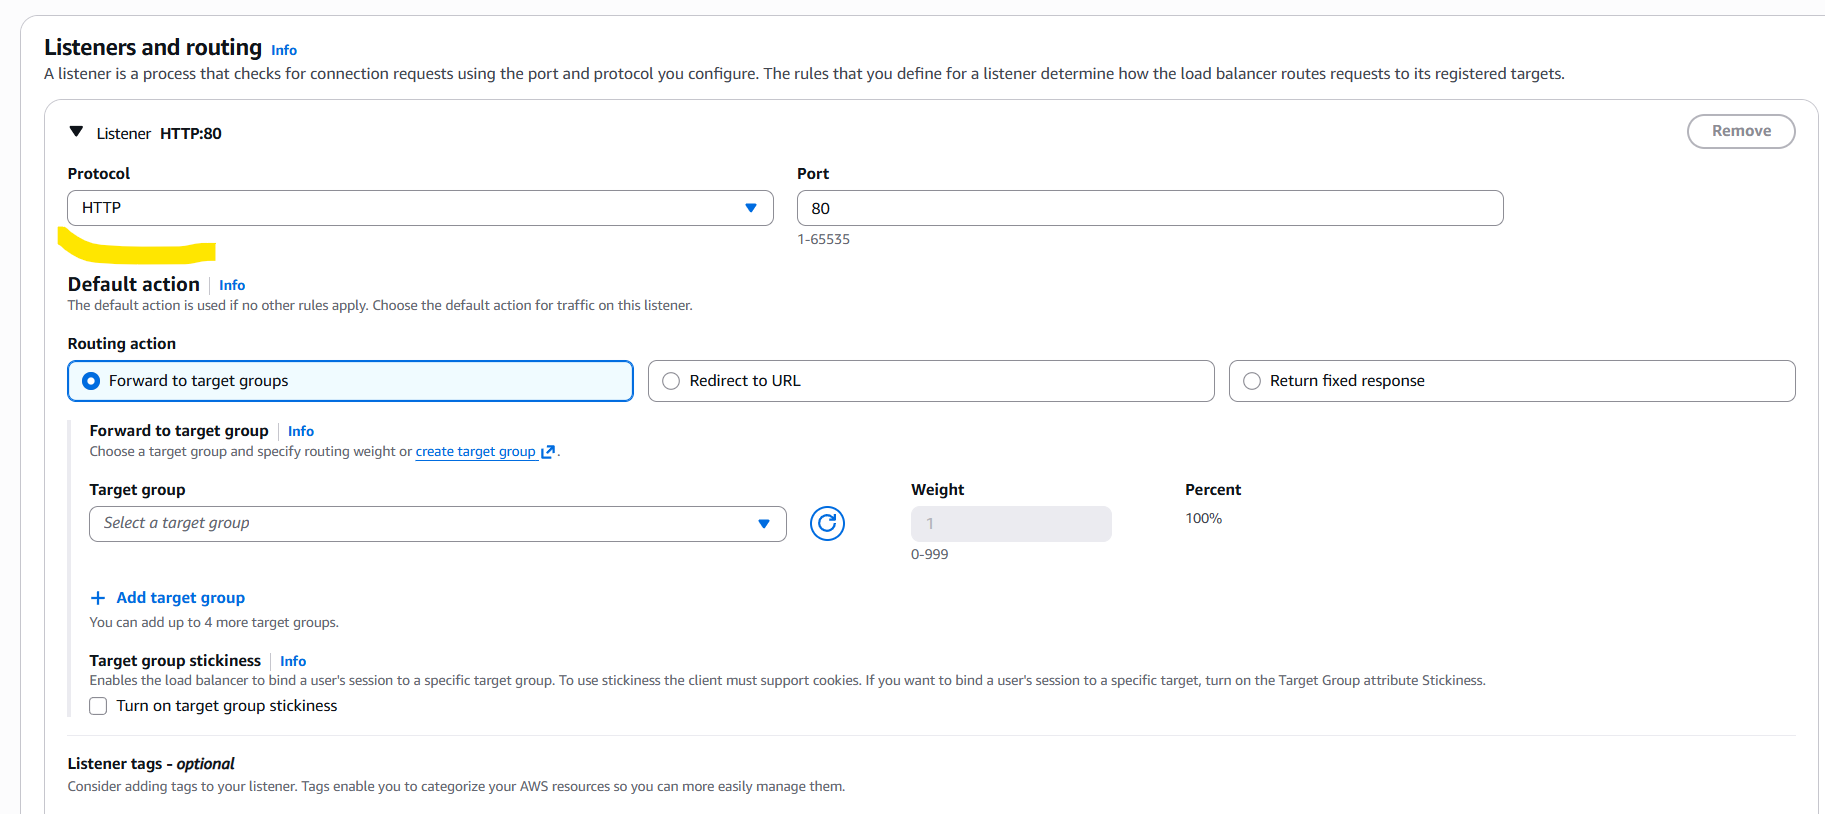 Listeners and routing Info
A listener is a process that checks for connection requests using the port and protocol you configure. The rules that you define for a listener determine how the load balancer routes requests to its registered targets.
Listener HTTP:80
Remove
Protocol
Port
HTTP
80
1-65535
Default action Info
The default action is used if no other rules apply. Choose the default action for traffic on this listener.
Routing action
Forward to target groups
Redirect to URL
Return fixed response
Forward to target group Info
Choose a target group and specify routing weight or create target group .
Target group
Weight
Percent
Select a target group
1
100%
0-999
+ Add target group
You can add up to 4 more target groups.
Target group stickiness Info
Enables the load balancer to bind a user's session to a specific target group. To use stickiness the client must support cookies. If you want to bind a user's session to a specific target, turn on the Target Group attribute Stickiness.
Turn on target group stickiness
Listener tags - optional
Consider adding tags to your listener. Tags enable you to categorize your AWS resources so you can more easily manage them.